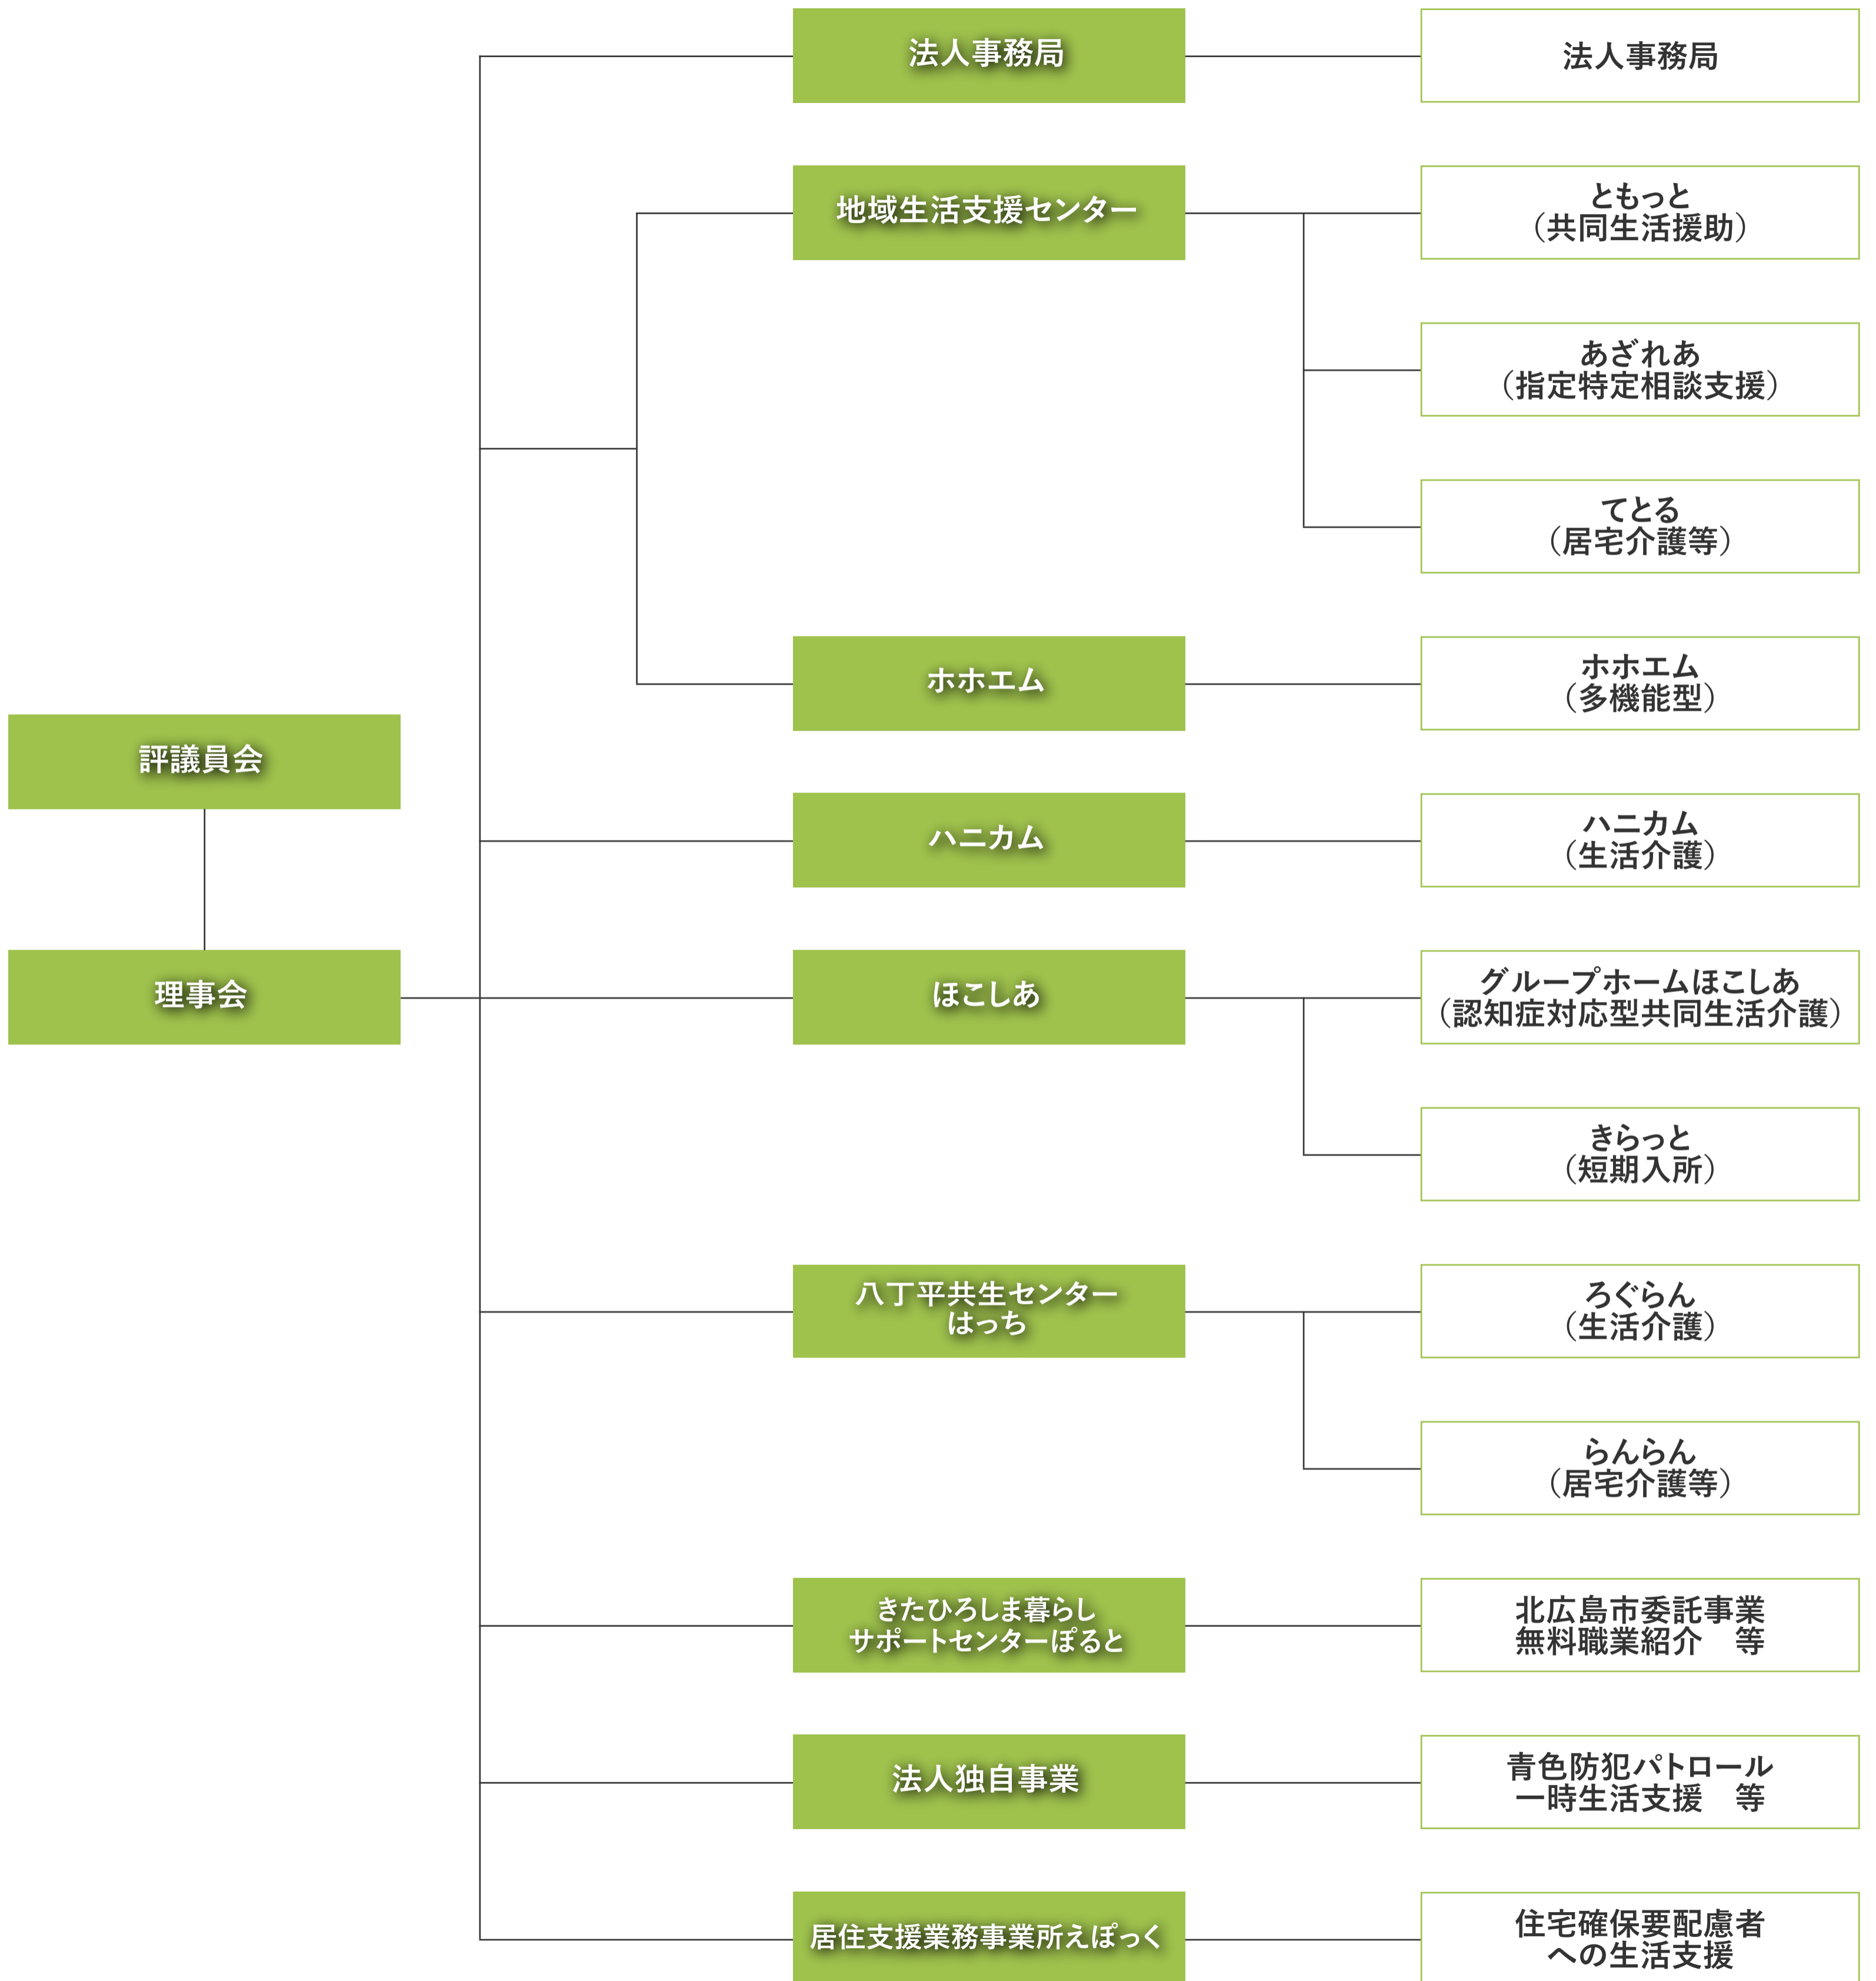 評議員会
理事会
法人事務局
法人事務局
地域生活支援センター
ともっと
（共同生活援助）
あざれあ
（指定特定相談支援）
てとる
（居宅介護等）
ホホエム
ホホエム
（多機能型）
ハニカム
ハニカム
（生活介護）
ほこしあ
グループホームほこしあ
（認知症対応型共同生活介護）
きらっと
（短期入所）
八丁平共生センター
はっち
ろぐらん
（生活介護）
らんらん
（居宅介護等）
きたひろしま暮らし
サポートセンターぽると
北広島市委託事業
無料職業紹介　等
法人独自事業
青色防犯パトロール
一時生活支援　等
居住支援業務事業所えぽっく
住宅確保要配慮者
への生活支援